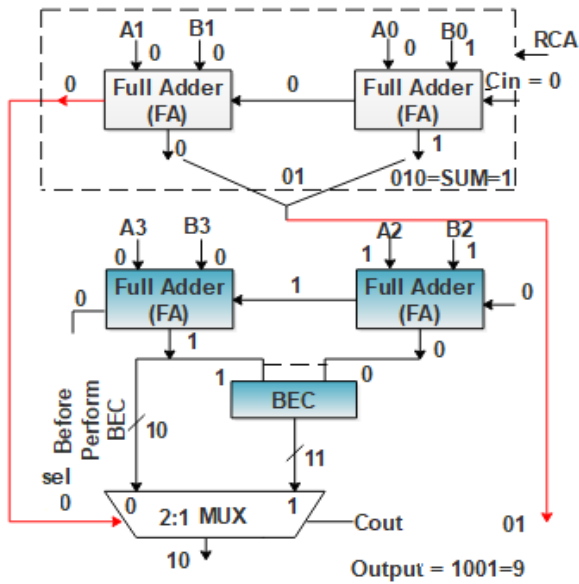 A1 B1 A0 B0 RCA
0 0 0 1
Full Adder (FA)
0
Full Adder (FA)
Cin = 0
0
0 1
01
010=SUM=1
A3 B3 A2 B2
0 0 1 1
Full Adder (FA)
1
Full Adder (FA)
0
0
1 0
1 0
BEC
Before Perform BEC
10
11
sel
0
0 1
2:1 MUX
Cout
01
10
Output = 1001=9